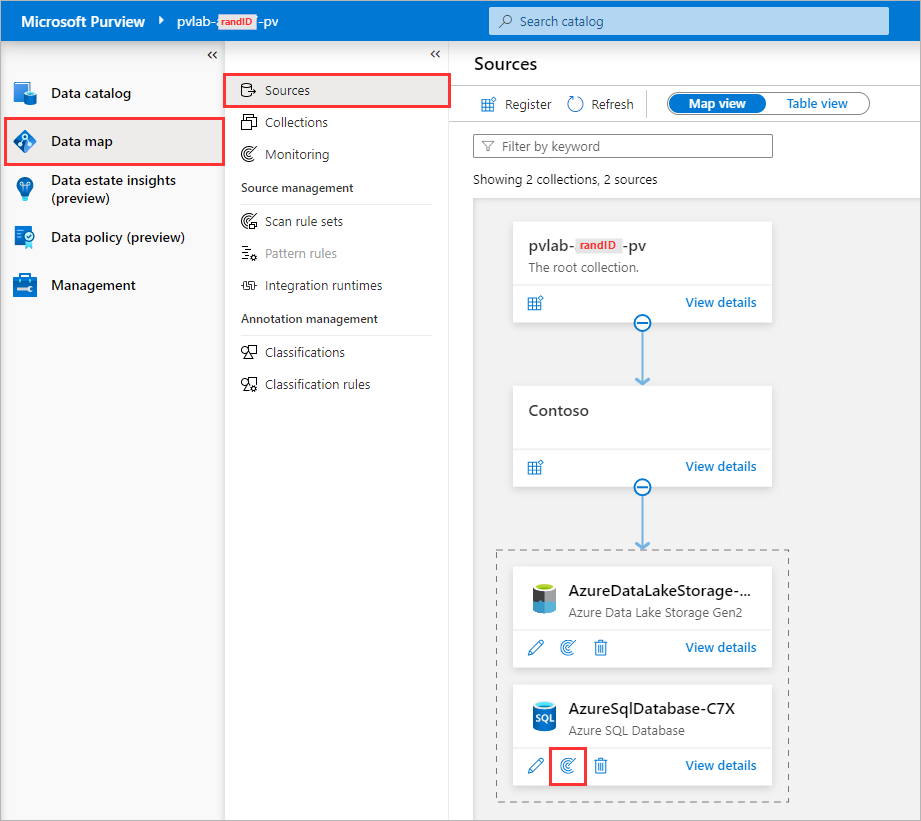 Microsoft Purview pvlab-randID-pv
Search catalog
Data catalog
Data map
Data estate insights
(preview)
Data policy (preview)
Management
Sources
Collections
Monitoring
Source management
Scan rule sets
Pattern rules
Integration runtimes
Annotation management
Classifications
Classification rules
Sources
Register Refresh Map view Table view
Filter by keyword
Showing 2 collections, 2 sources
pvlab-randID-pv
The root collection.
View details
Contoso
View details
AzureDataLakeStorage-...
Azure Data Lake Storage Gen2
View details
SQL
AzureSqlDatabase-C7X
Azure SQL Database
View details